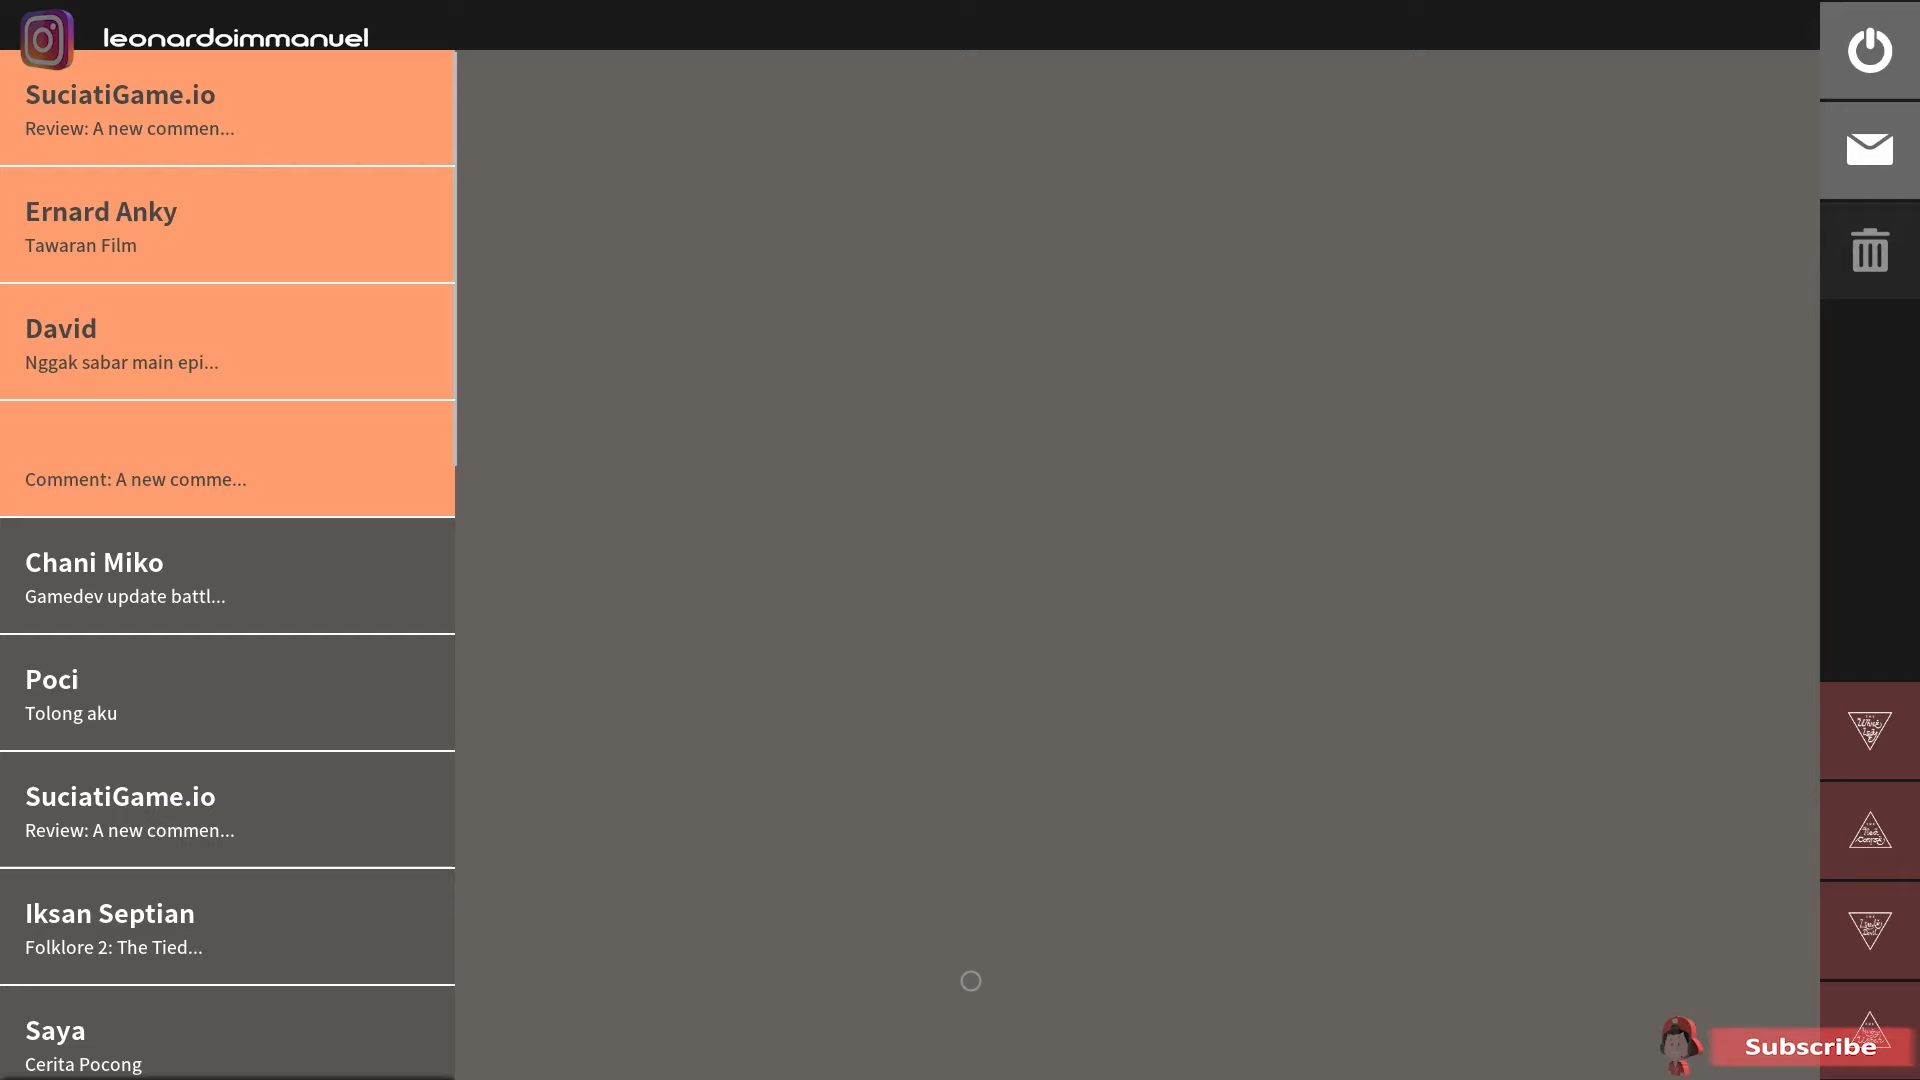 leonardoimmanuel
SuciatiGame.io
Review: A new commen...
Ernard Anky
Tawaran Film
David
Nggak sabar main epi...
Comment: A new comme...
Chani Miko
Gamedev update battl...
Poci
Tolong aku
SuciatiGame.io
Review: A new commen...
Iksan Septian
Folklore 2: The Tied...
Saya
Cerita Pocong
Subscribe